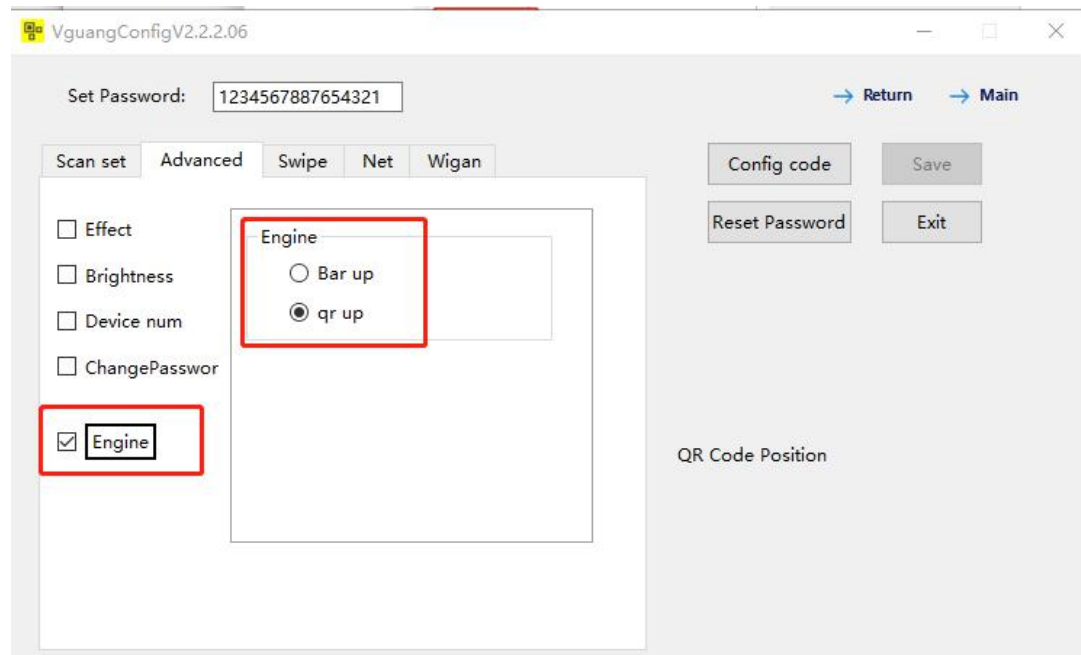 VguangConfigV2.2.2.06
Set Password: 1234567887654321
Return Main
Scan set Advanced Swipe Net Wigan
Config code Save
Reset Password Exit
Effect
Brightness
Device num
ChangePasswor
Engine
Engine
Bar up
qr up
QR Code Position